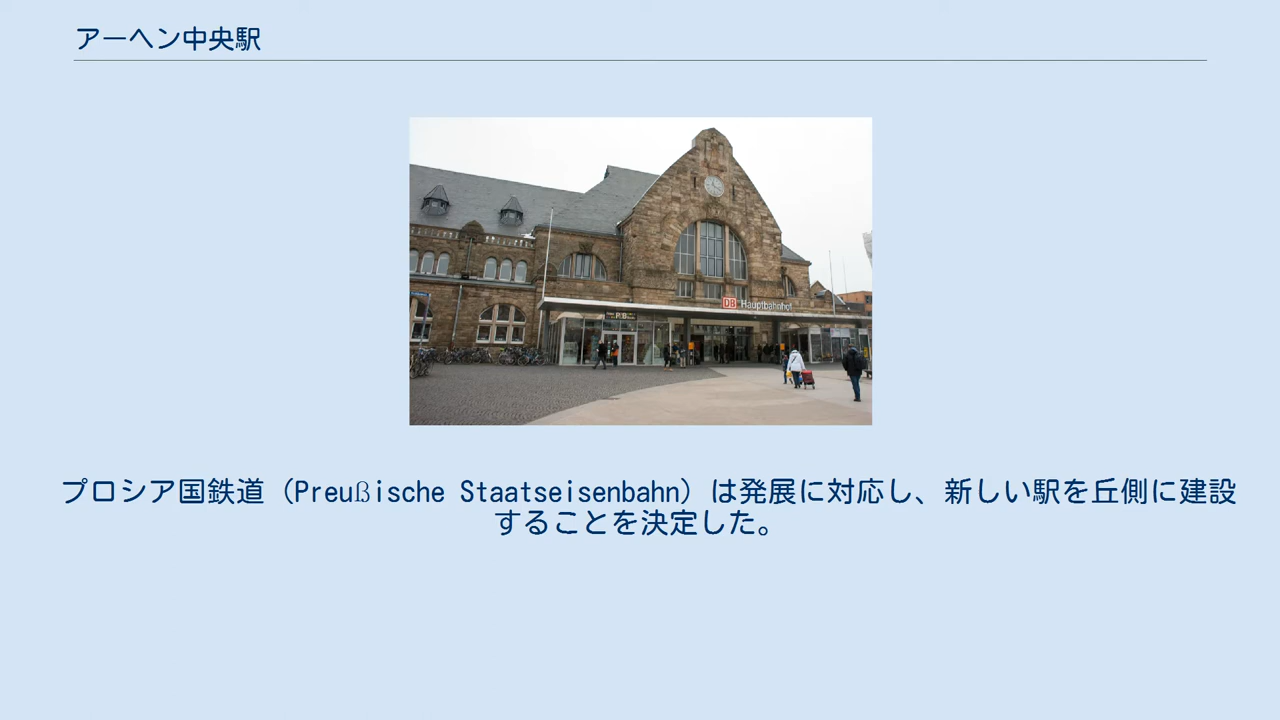 アーヘン中央駅
P&B
DB Hauptbahnhof
プロシア国鉄道（Preußische Staatseisenbahn）は発展に対応し、新しい駅を丘側に建設
することを決定した。